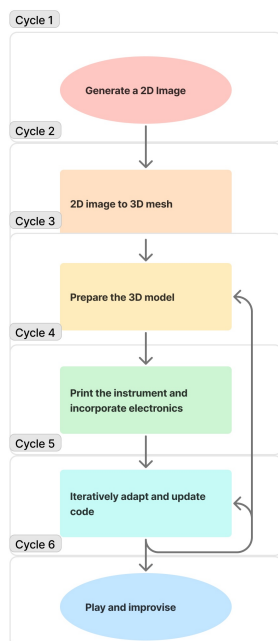 Cycle 1
Generate a 2D Image
Cycle 2
2D image to 3D mesh
Cycle 3
Prepare the 3D model
Cycle 4
Print the instrument and
incorporate electronics
Cycle 5
Iteratively adapt and update
code
Cycle 6
Play and improvise